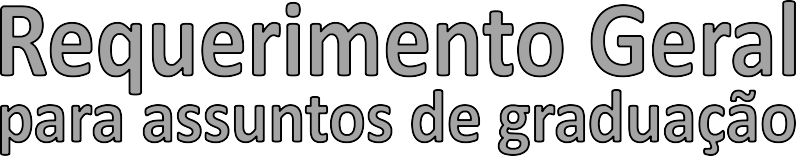 Requerimento Geral
para assuntos de graduação